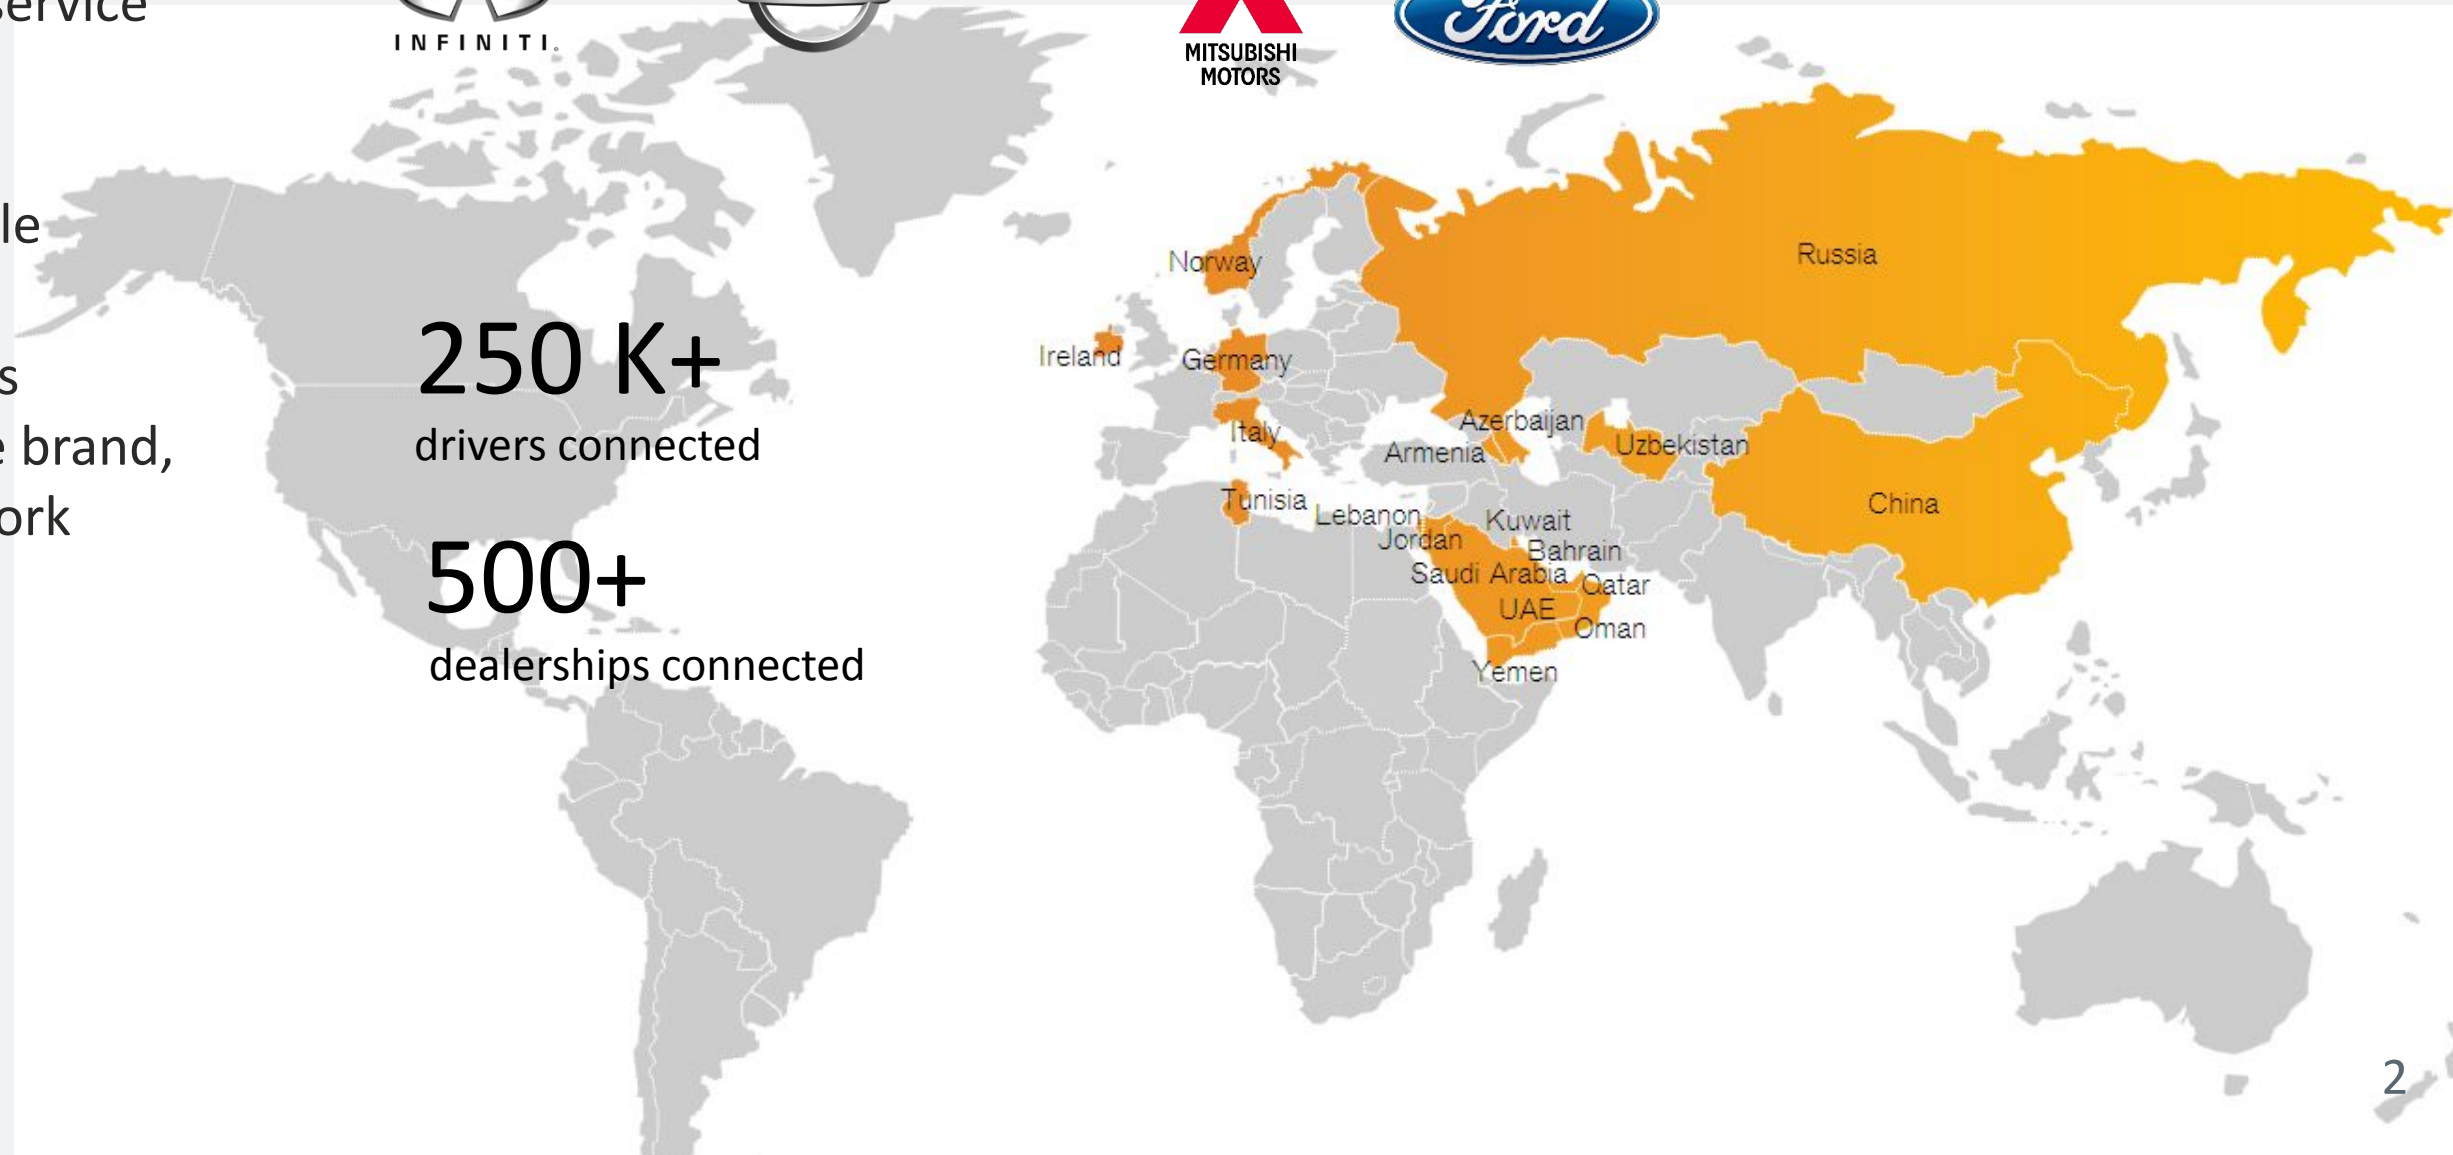 service
INFINITI
MITSUBISHI
MOTORS
Ford
le
s
e brand,
ork
250 K+
drivers connected
500+
dealerships connected
Norway
Russia
Ireland
Germany
Azerbaijan
Italy
Armenia
Uzbekistan
Tunisia
Lebanon
Kuwait
China
Jordan
Bahrain
Saudi Arabia
Qatar
UAE
Oman
Yemen
2